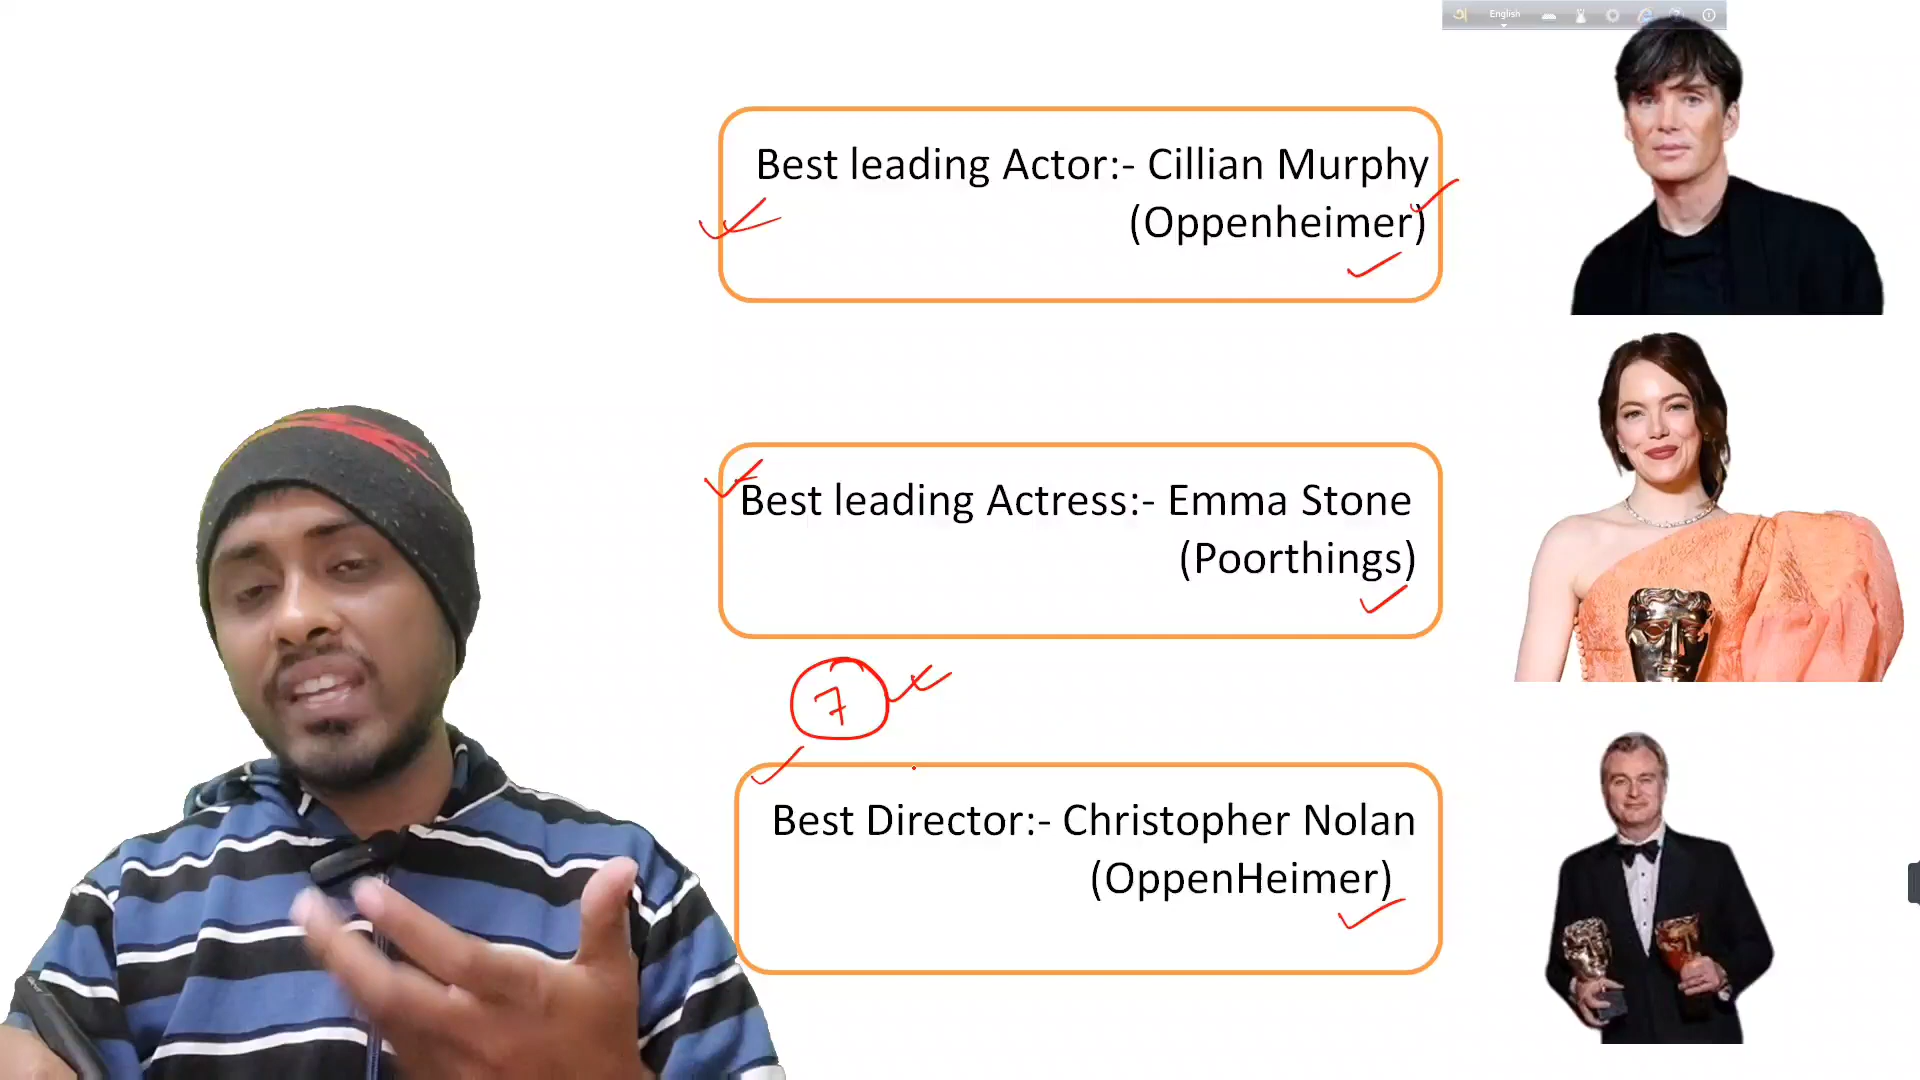 English
Best leading Actor:- Cillian Murphy
(Oppenheimer)
Best leading Actress:- Emma Stone
(Poorthings)
7
Best Director:- Christopher Nolan
(OppenHeimer)